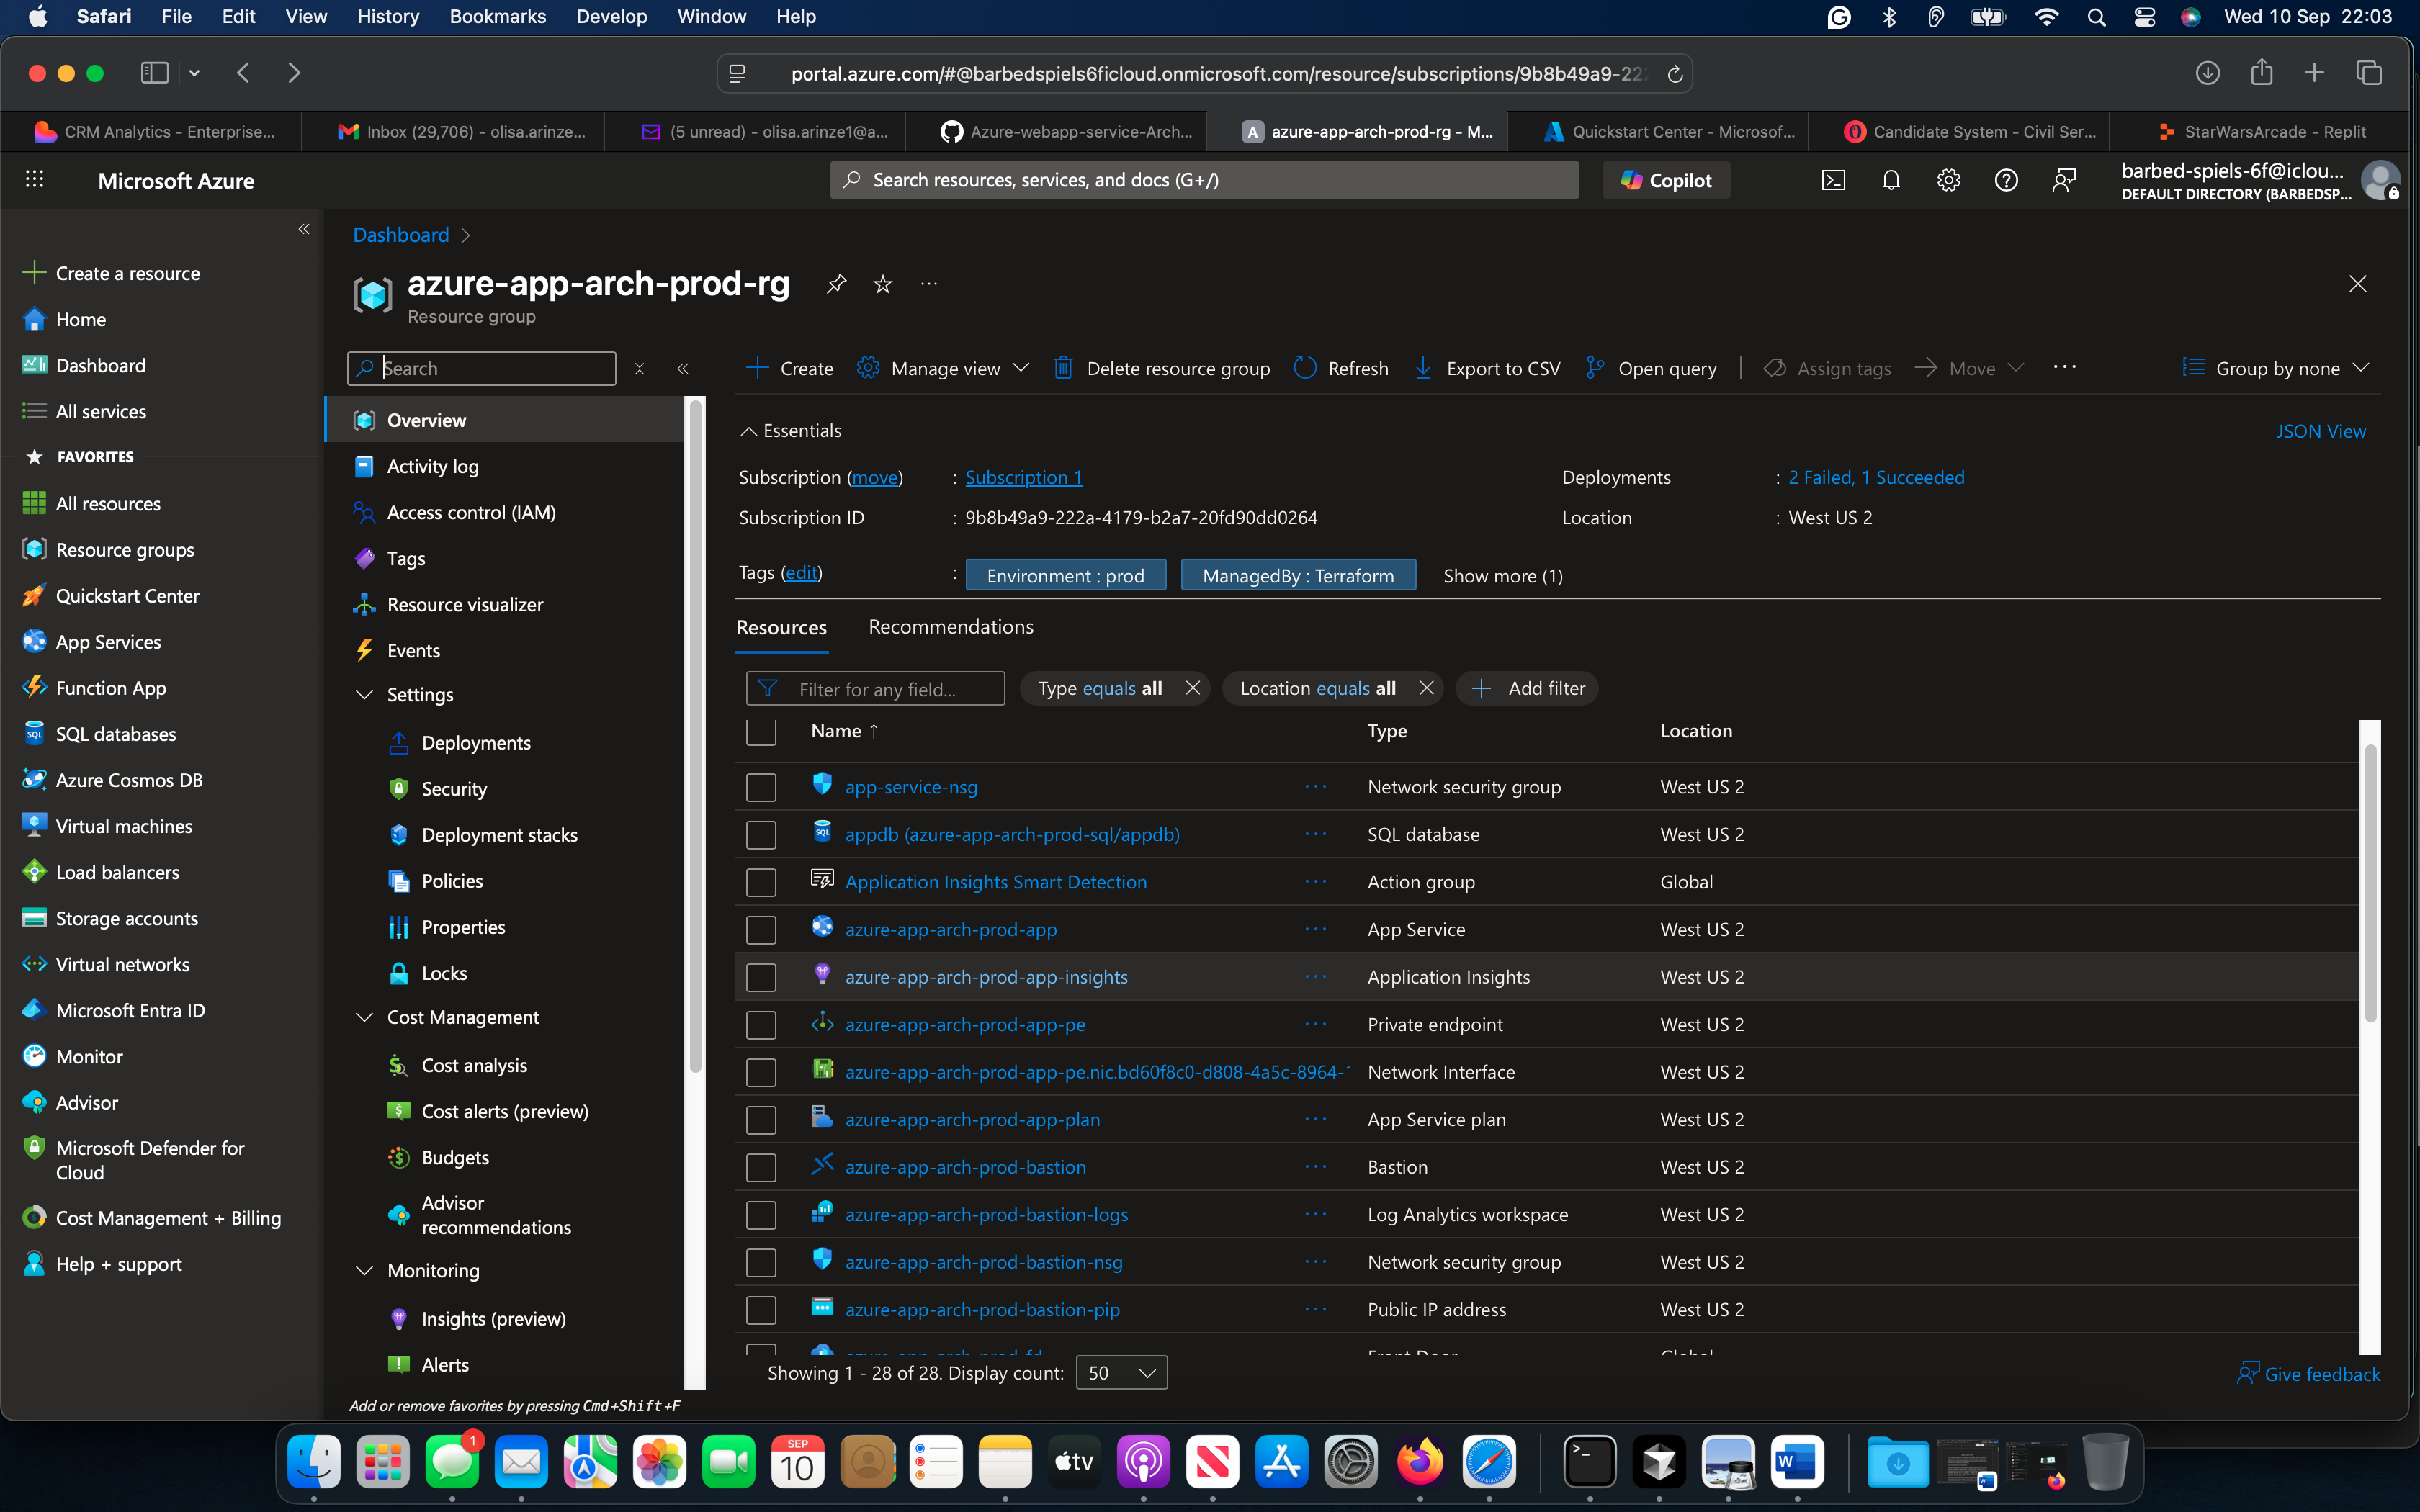 Safari File Edit View History Bookmarks Develop Window Help Wed 10 Sep 22:03
portal.azure.com/#@barbedspiels6ficloud.onmicrosoft.com/resource/subscriptions/9b8b49a9-222
CRM Analytics - Enterprise... Inbox (29,706) - olisa.arinze... (5 unread) - olisa.arinze1@a... Azure-webapp-service-Arch... A azure-app-arch-prod-rg - M... Quickstart Center - Microsof... Candidate System - Civil Ser... StarWarsArcade - Replit
Microsoft Azure Search resources, services, and docs (G+/) Copilot barbed-spiels-6f@iclou...
DEFAULT DIRECTORY (BARBEDSP...
Create a resource
Home
Dashboard
All services
FAVORITES
All resources
Resource groups
Quickstart Center
App Services
Function App
SQL databases
Azure Cosmos DB
Virtual machines
Load balancers
Storage accounts
Virtual networks
Microsoft Entra ID
Monitor
Advisor
Microsoft Defender for
Cloud
Cost Management + Billing
Help + support
Dashboard >
azure-app-arch-prod-rg
Resource group
Search
Overview
Activity log
Access control (IAM)
Tags
Resource visualizer
Events
Settings
Deployments
Security
Deployment stacks
Policies
Properties
Locks
Cost Management
Cost analysis
Cost alerts (preview)
Budgets
Advisor
recommendations
Monitoring
Insights (preview)
Alerts
Add or remove favorites by pressing Cmd+Shift+F
Create Manage view Delete resource group Refresh Export to CSV Open query Assign tags Move Group by none
Essentials JSON View
Subscription (move) : Subscription 1 Deployments : 2 Failed, 1 Succeeded
Subscription ID : 9b8b49a9-222a-4179-b2a7-20fd90dd0264 Location : West US 2
Tags (edit) : Environment : prod ManagedBy : Terraform Show more (1)
Resources Recommendations
Filter for any field... Type equals all Location equals all Add filter
Name ↑ Type Location
app-service-nsg Network security group West US 2
appdb (azure-app-arch-prod-sql/appdb) SQL database West US 2
Application Insights Smart Detection Action group Global
azure-app-arch-prod-app App Service West US 2
azure-app-arch-prod-app-insights Application Insights West US 2
azure-app-arch-prod-app-pe Private endpoint West US 2
azure-app-arch-prod-app-pe.nic.bd60f8c0-d808-4a5c-8964-1 Network Interface West US 2
azure-app-arch-prod-app-plan App Service plan West US 2
azure-app-arch-prod-bastion Bastion West US 2
azure-app-arch-prod-bastion-logs Log Analytics workspace West US 2
azure-app-arch-prod-bastion-nsg Network security group West US 2
azure-app-arch-prod-bastion-pip Public IP address West US 2
azure-app-arch-prod-fd Front Door Global
Showing 1 - 28 of 28. Display count: 50 Give feedback
1
SEP
10
tv
W